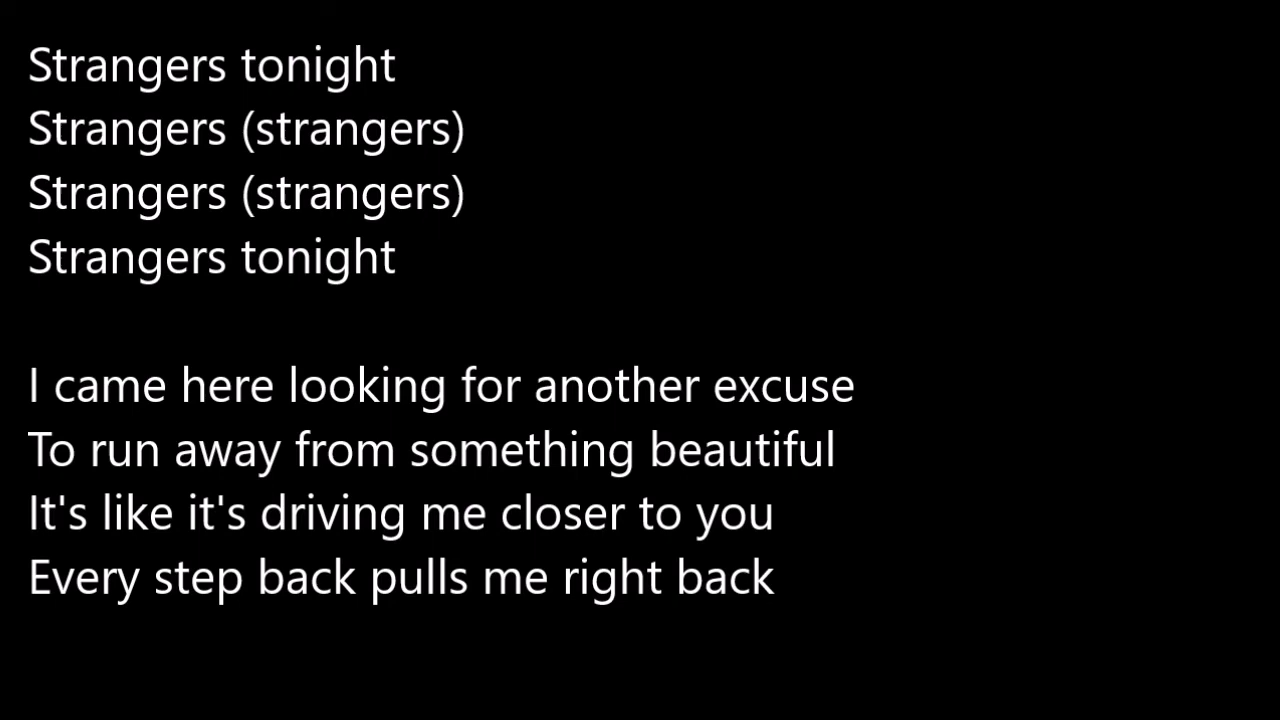 Strangers tonight
Strangers (strangers)
Strangers (strangers)
Strangers tonight
I came here looking for another excuse
To run away from something beautiful
It's like it's driving me closer to you
Every step back pulls me right back